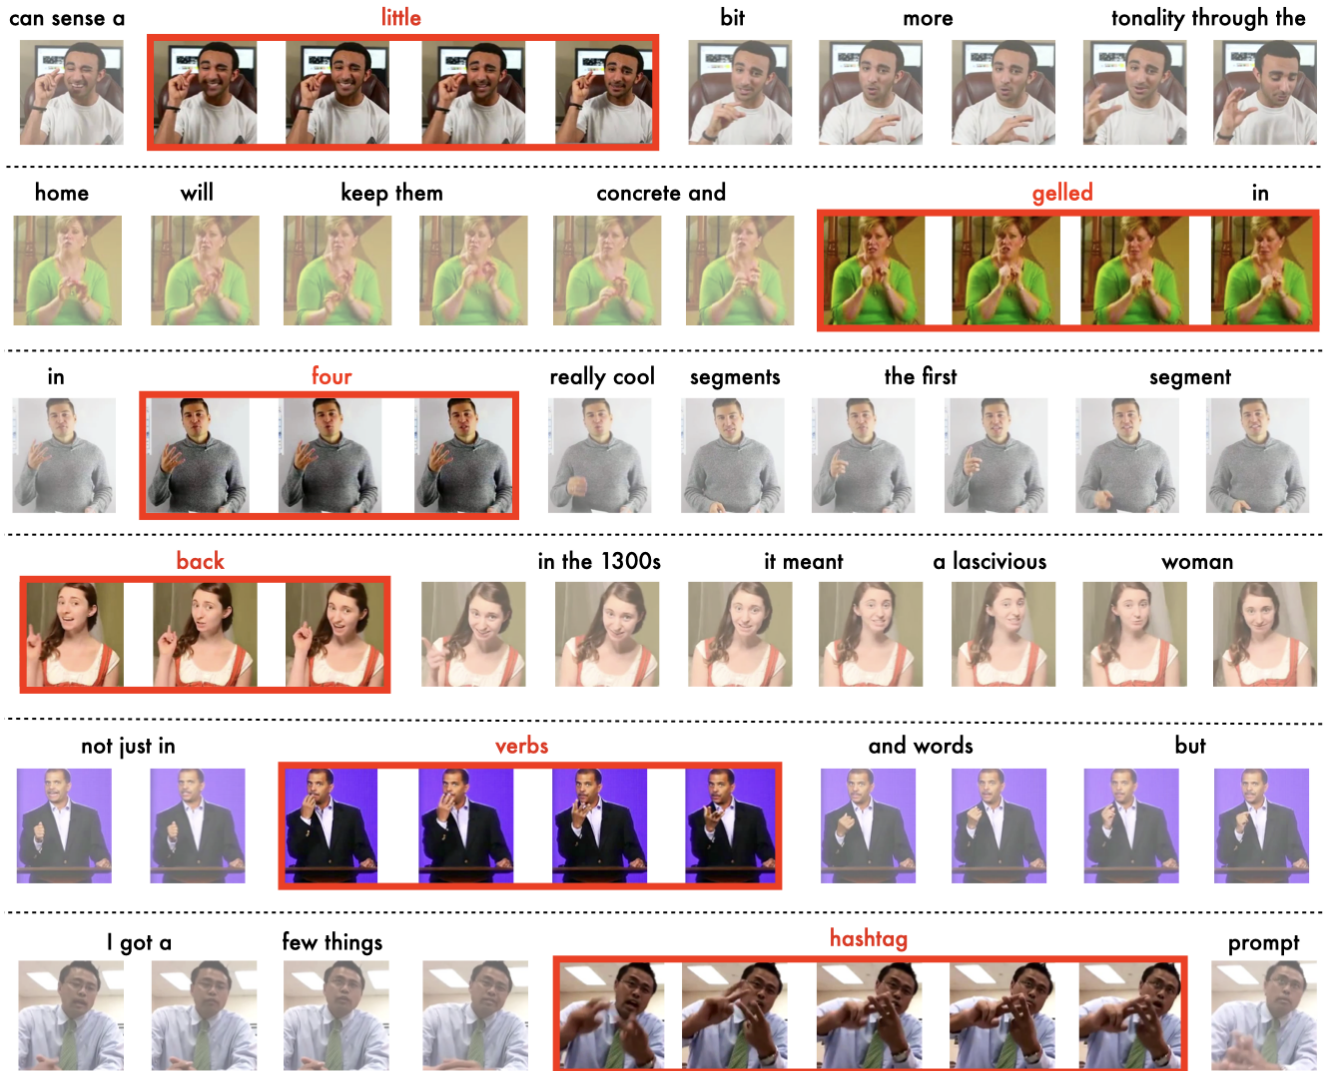 can sense a little bit more tonality through the
home will keep them concrete and gelled in
in four really cool segments the first segment
back in the 1300s it meant a lascivious woman
not just in verbs and words but
I got a few things hashtag prompt